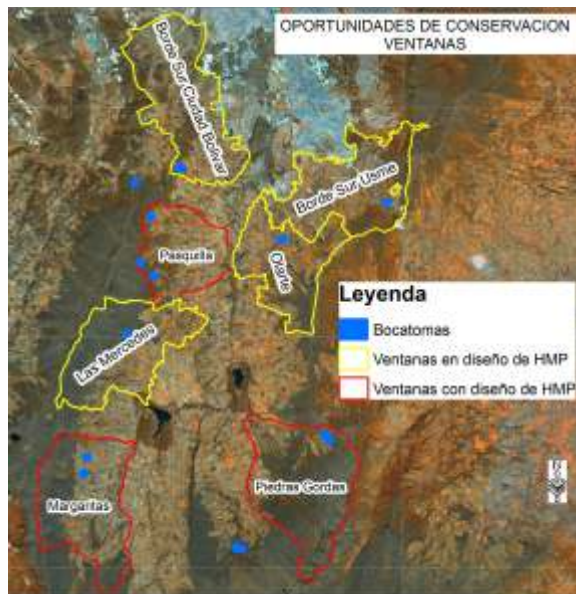 OPORTUNIDADES DE CONSERVACION
VENTANAS
Borde Sur Ciudad Bolivar
Borde Sur Usme
Pasquilla
Olarte
Leyenda
Bocatomas
Las Mercedes
Ventanas en diseño de HMP
Ventanas con diseño de HMP
Margaritas
Piedras Gordas